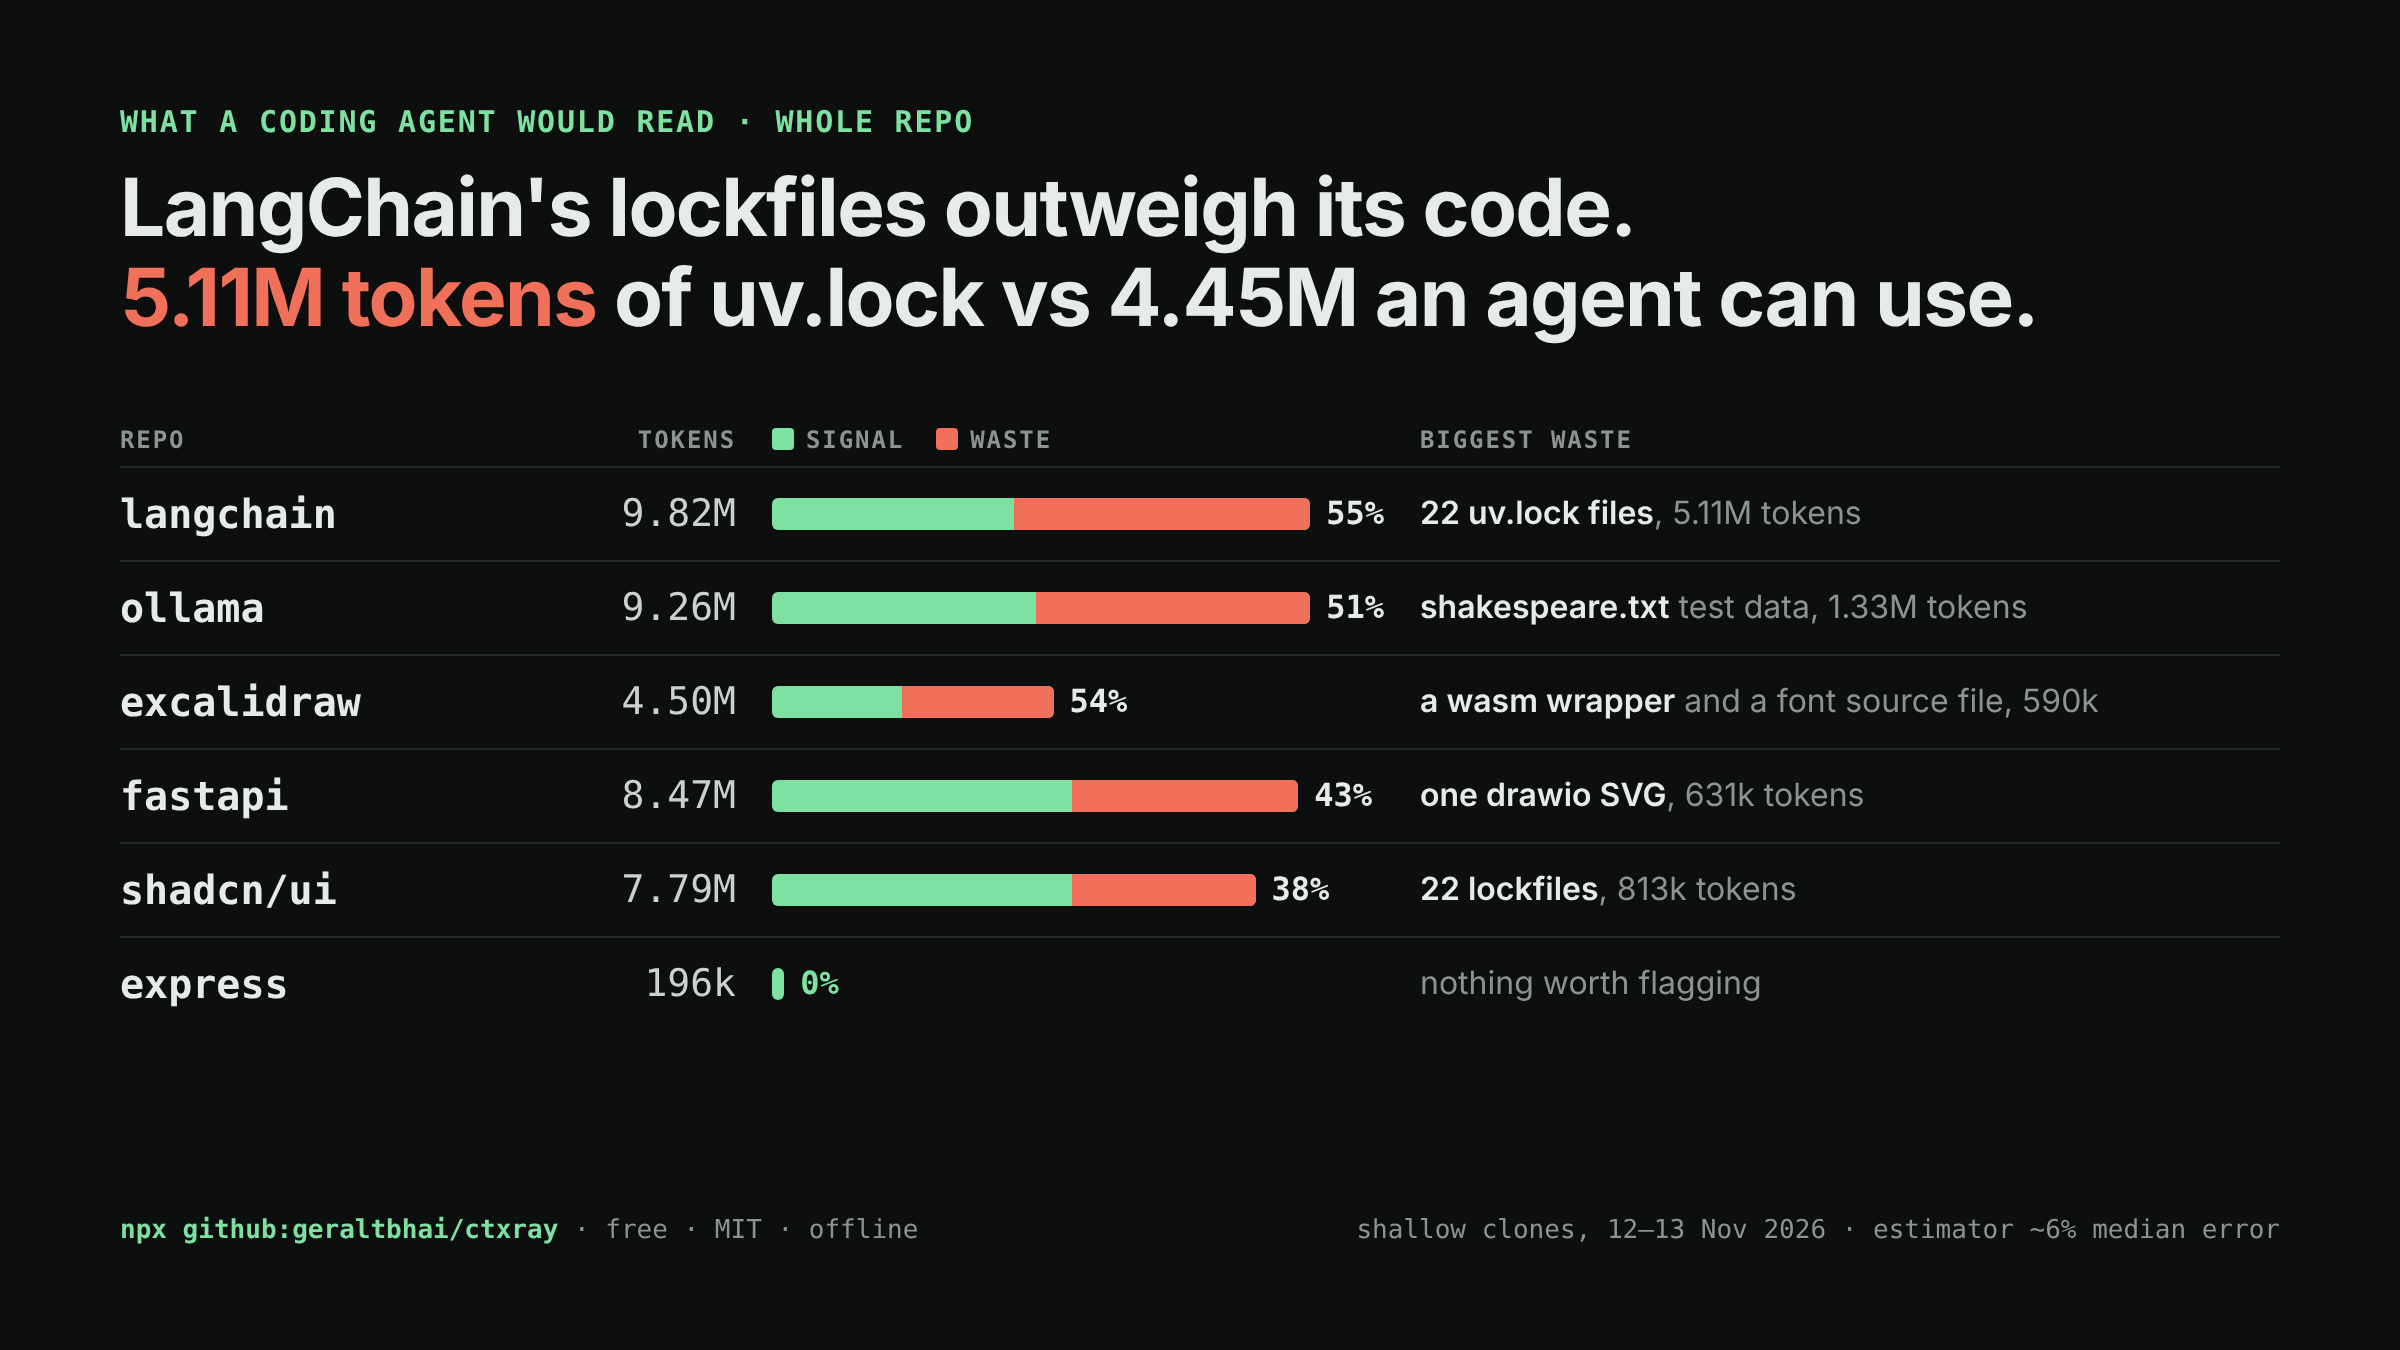 WHAT A CODING AGENT WOULD READ · WHOLE REPO
LangChain's lockfiles outweigh its code.
5.11M tokens of uv.lock vs 4.45M an agent can use.
REPO TOKENS SIGNAL WASTE BIGGEST WASTE
langchain 9.82M 55% 22 uv.lock files, 5.11M tokens
ollama 9.26M 51% shakespeare.txt test data, 1.33M tokens
excalidraw 4.50M 54% a wasm wrapper and a font source file, 590k
fastapi 8.47M 43% one drawio SVG, 631k tokens
shadcn/ui 7.79M 38% 22 lockfiles, 813k tokens
express 196k 0% nothing worth flagging
npx github:geraltbhai/ctxray · free · MIT · offline
shallow clones, 12–13 Nov 2026 · estimator ~6% median error